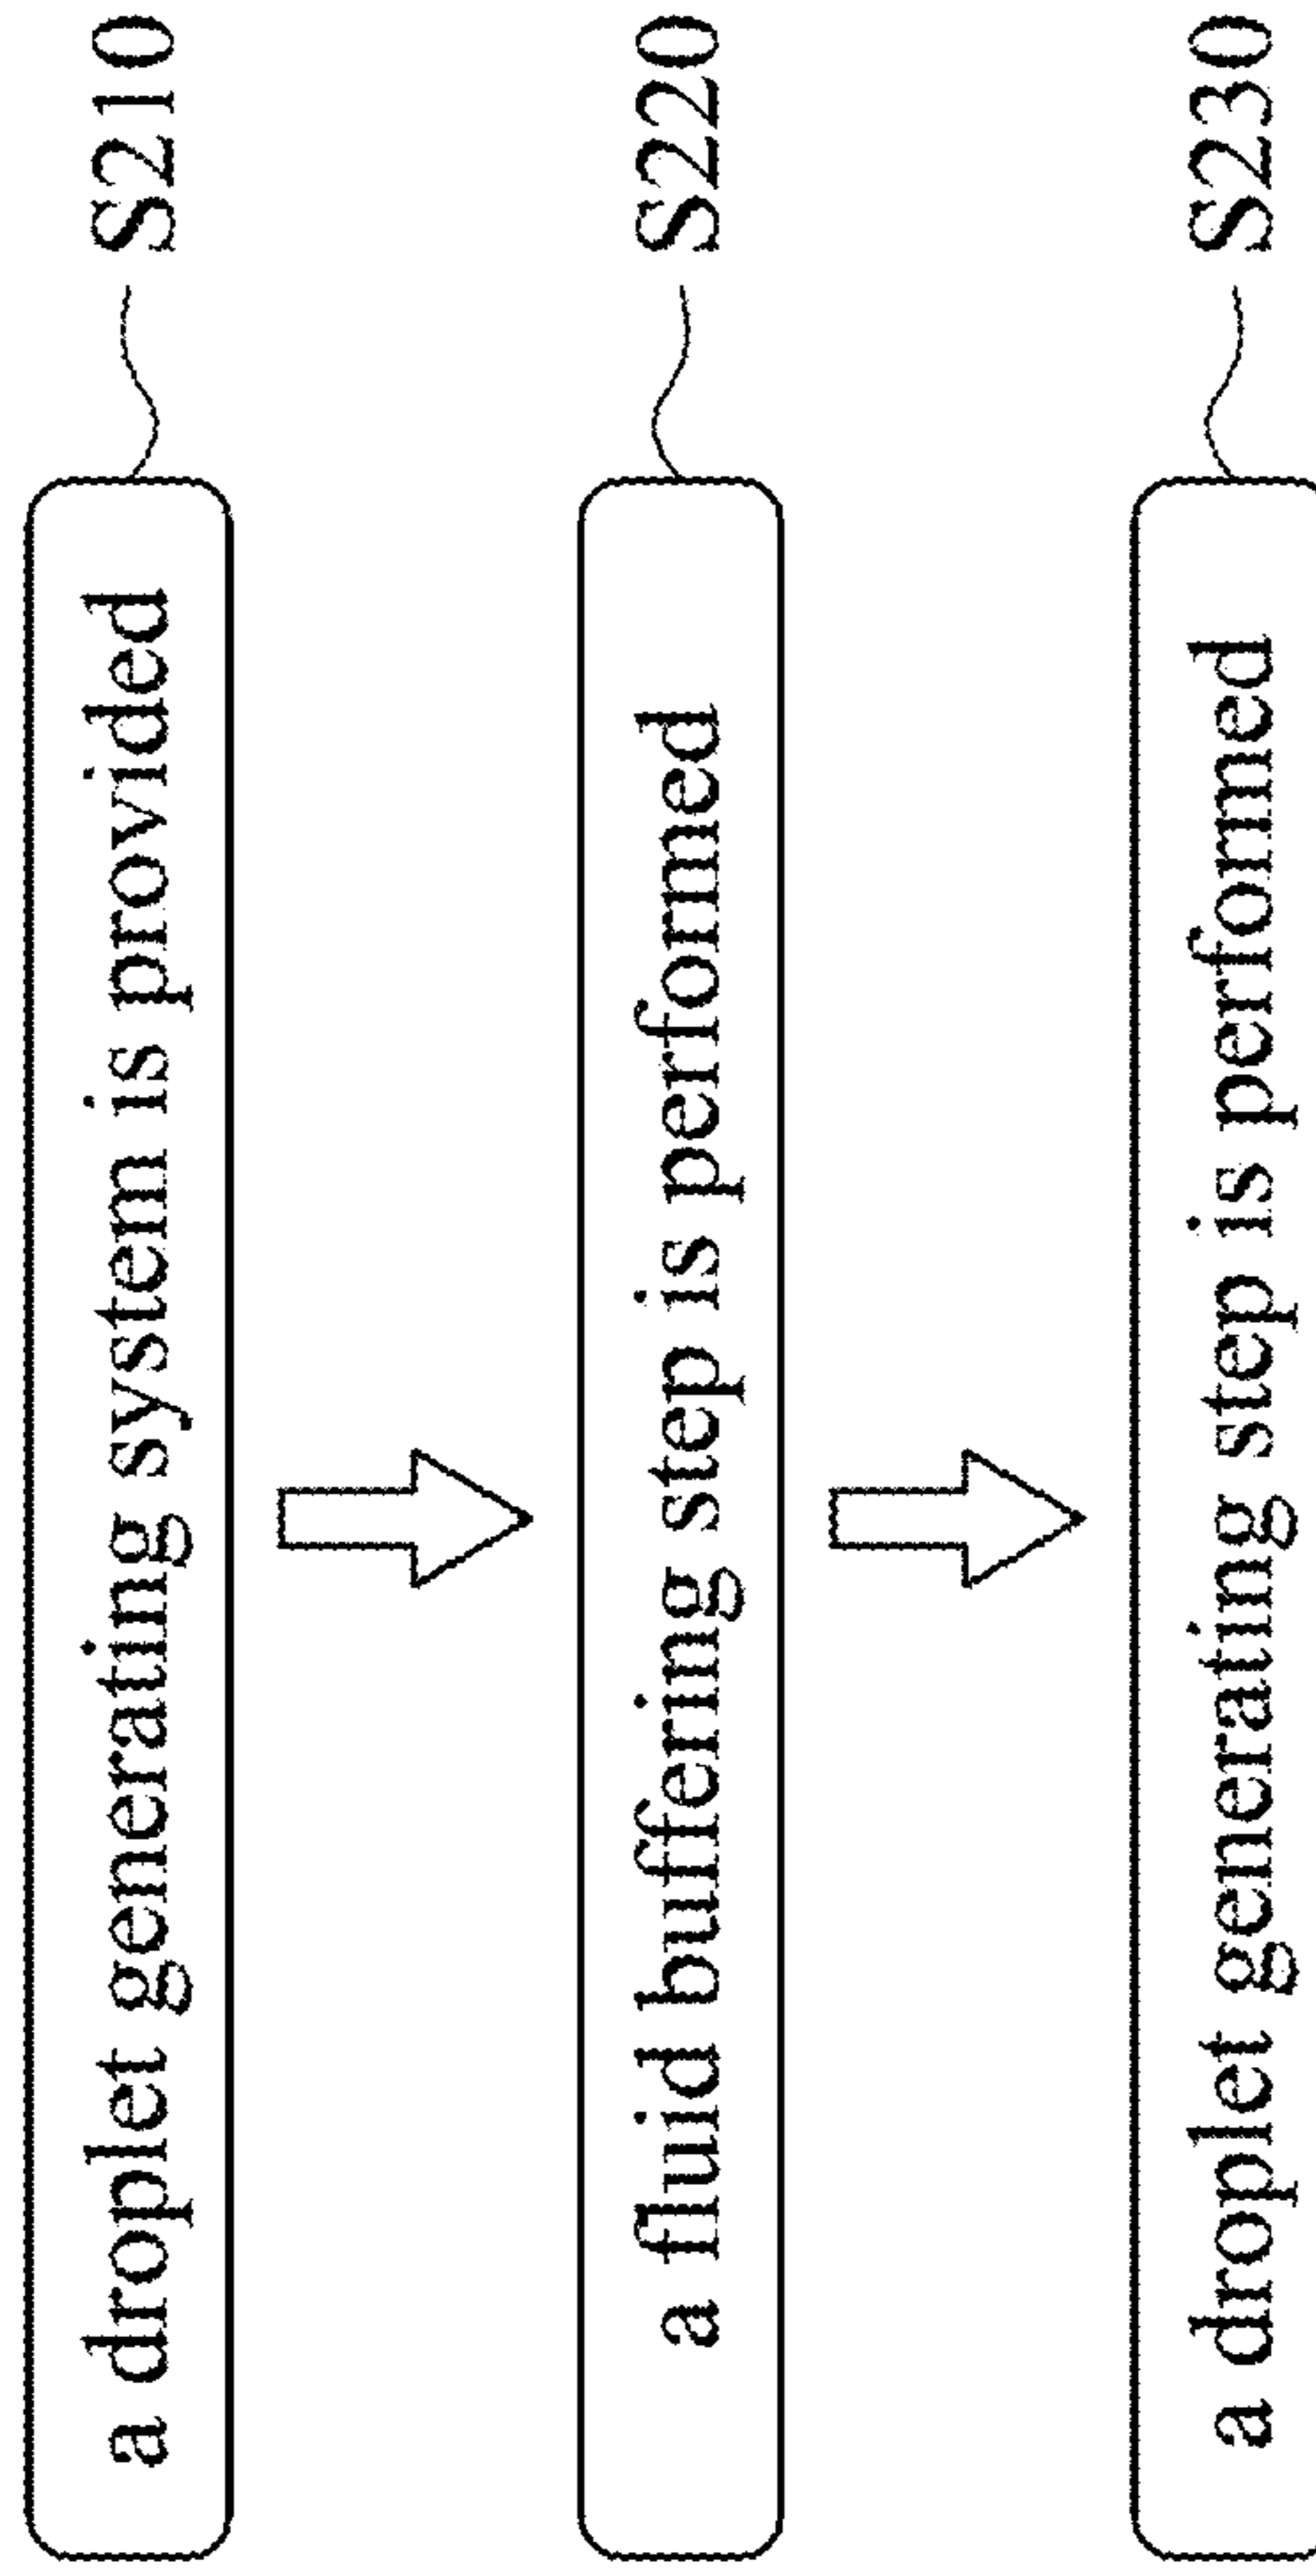 a droplet generating system is provided S210
a fluid buffering step is performed S220
a droplet generating step is performed S230